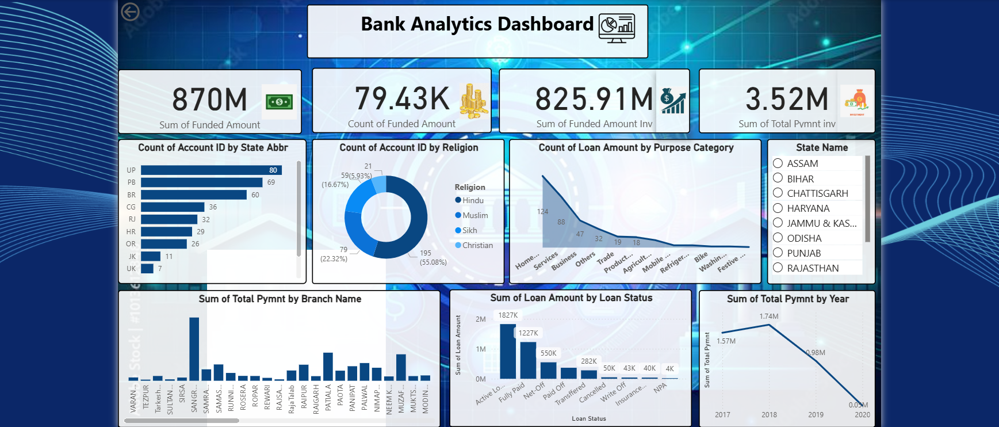 Bank Analytics Dashboard
870M
Sum of Funded Amount
79.43K
Count of Funded Amount
825.91M
Sum of Funded Amount Inv
3.52M
Sum of Total Pymnt inv
INVESTMENT
Count of Account ID by State Abbr
UP 80
PB 69
BR 60
CG 36
RJ 32
HR 29
OR 26
JK 11
UK 7
Count of Account ID by Religion
21
(5.93%)
59
(16.67%)
79
(22.32%)
195
(55.08%)
Religion
Hindu
Muslim
Sikh
Christian
Count of Loan Amount by Purpose Category
124
88
47
32
19
18
Home...
Services
Business
Others
Trade
Product...
Agricult...
Mobile ...
Refriger...
Bike
Washin...
Festive ...
State Name
ASSAM
BIHAR
CHATTISGARH
HARYANA
JAMMU & KAS...
ODISHA
PUNJAB
RAJASTHAN
Sum of Total Pymnt by Branch Name
VARAN...
TEZPUR
Tarkesh...
SULTAN...
SIRSA
SANGR...
SAMRA...
SAMAS...
RUNNI...
ROSERA
ROPAR
REWARI
RAJSA...
Raja Talab
RAIPUR
RAIGARH
PATIALA
PAOTA
PANIPAT
PALWAL
NIMAP...
NEEM K...
MUZAF...
MUKTS...
MODIN...
Sum of Loan Amount by Loan Status
Sum of Loan Amount
2M
1M
0M
1827K
1227K
550K
282K
50K
43K
40K
4K
Active Lo...
Fully Paid
Net-Off
Paid Off
Transffered
Cancelled
Write Off
Insurance...
NPA
Loan Status
Sum of Total Pymnt by Year
Sum of Total Pymnt
1.57M
1.74M
0.98M
0.05M
2017
2018
2019
2020